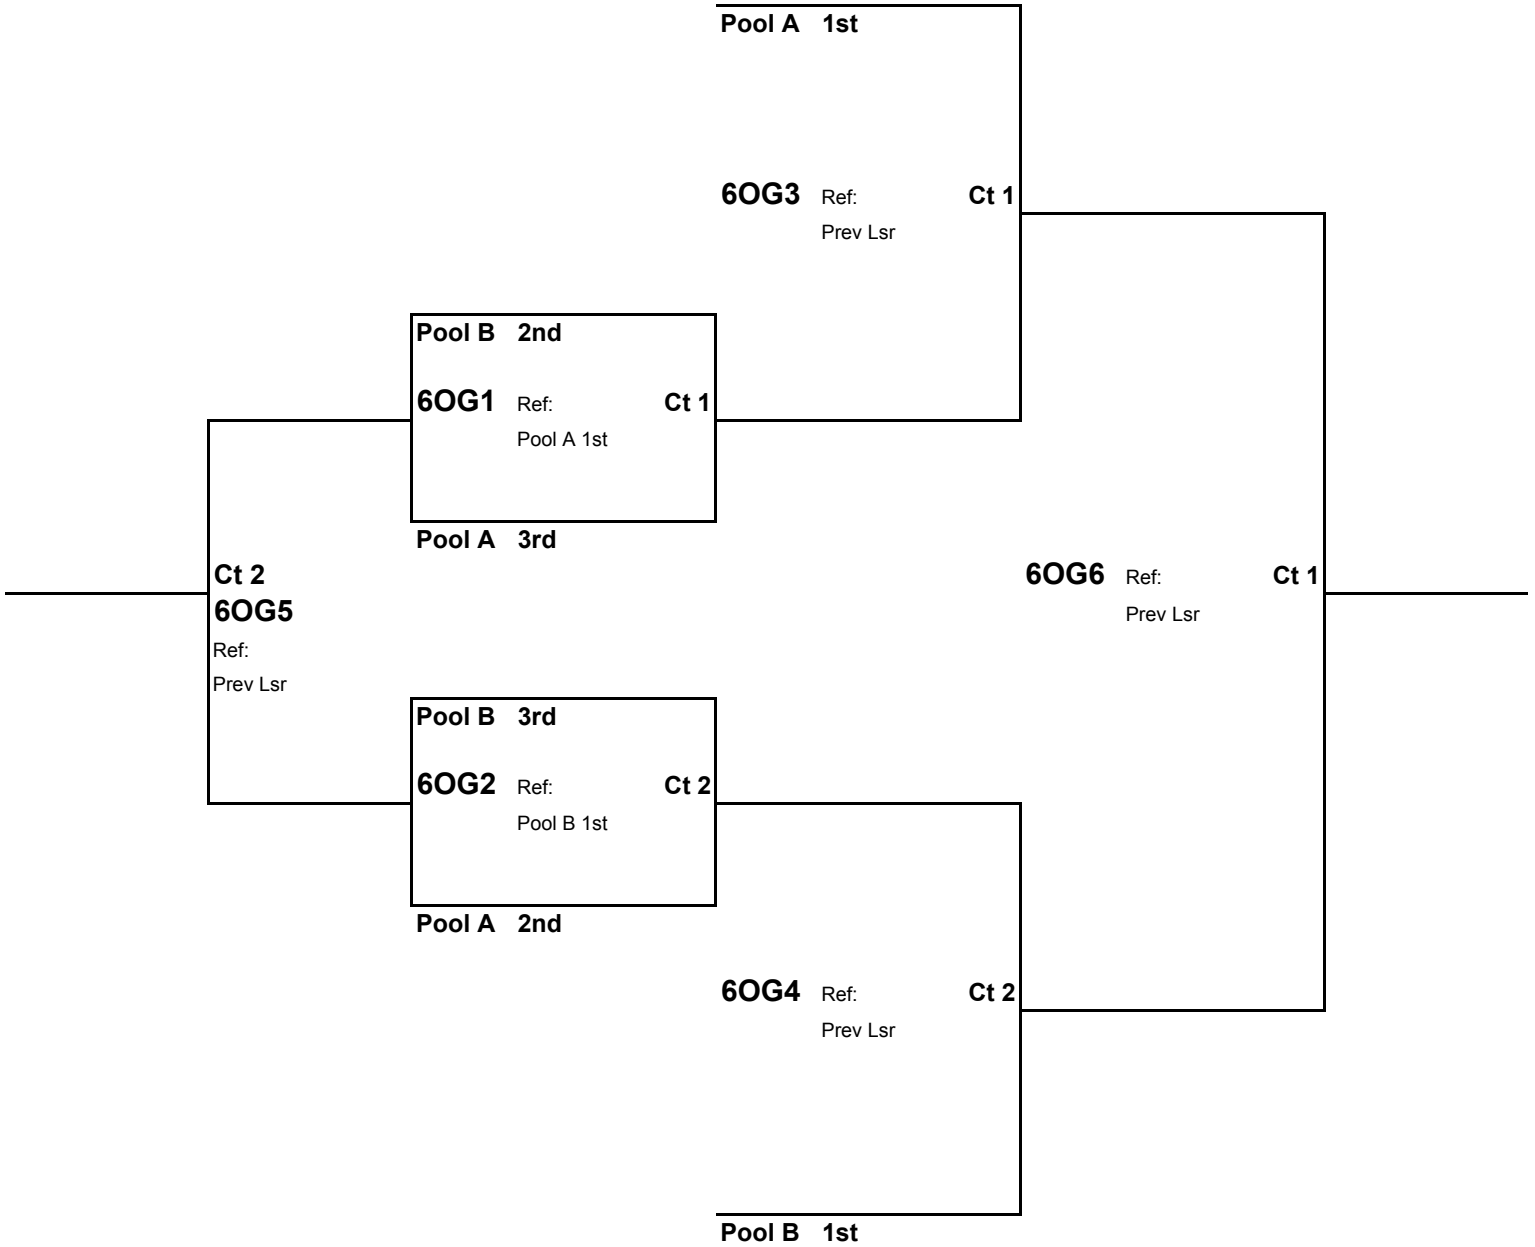 Pool A 1st
6OG3 Ref: Ct 1
Prev Lsr
Pool B 2nd
6OG1 Ref: Ct 1
Pool A 1st
Pool A 3rd
Ct 2
6OG5
Ref:
Prev Lsr
6OG6 Ref: Ct 1
Prev Lsr
Pool B 3rd
6OG2 Ref: Ct 2
Pool B 1st
Pool A 2nd
6OG4 Ref: Ct 2
Prev Lsr
Pool B 1st